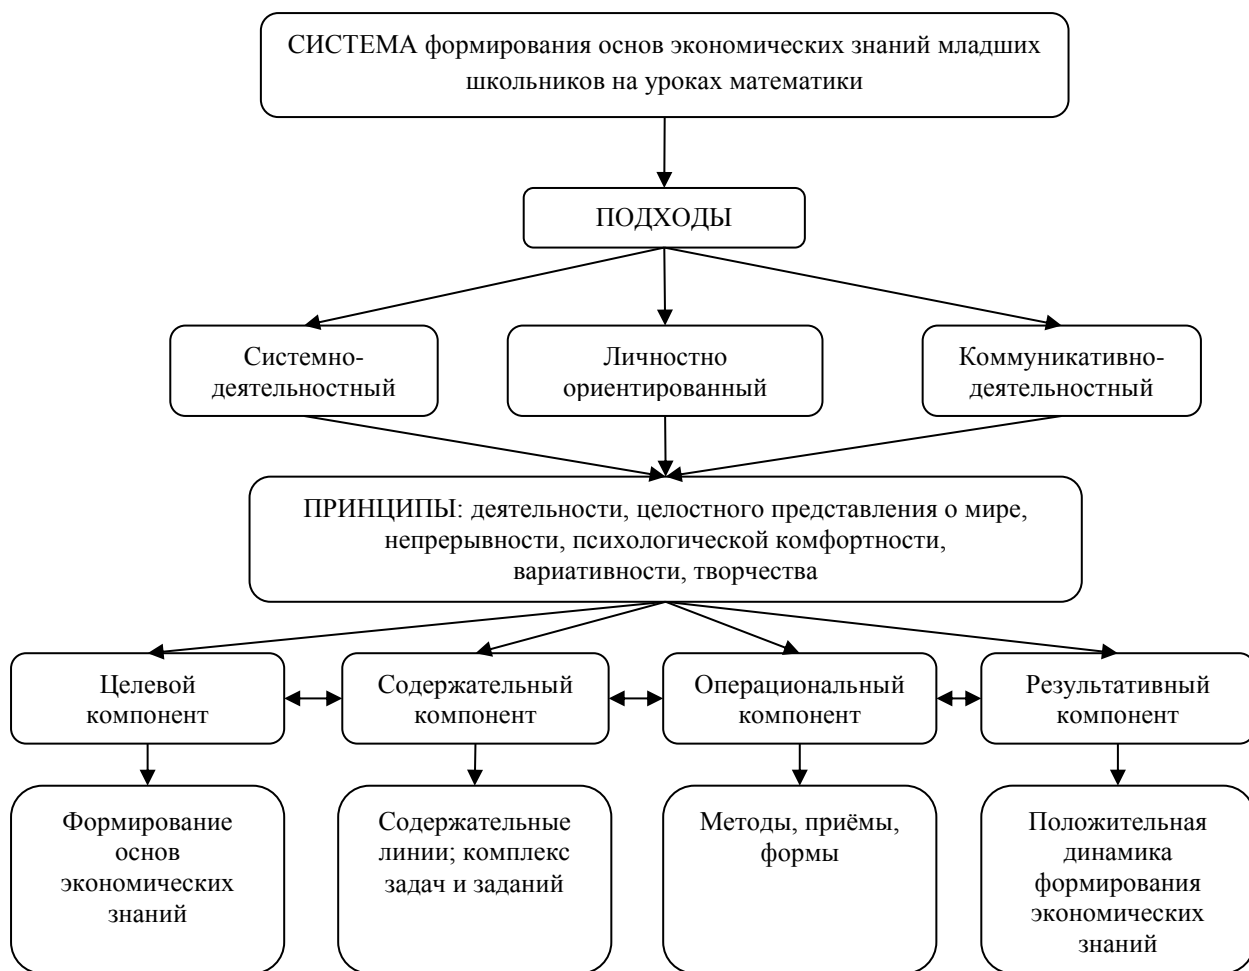 СИСТЕМА формирования основ экономических знаний младших
школьников на уроках математики
ПОДХОДЫ
Системно-
деятельностный
Личностно
ориентированный
Коммуникативно-
деятельностный
ПРИНЦИПЫ: деятельности, целостного представления о мире,
непрерывности, психологической комфортности,
вариативности, творчества
Целевой
компонент
Содержательный
компонент
Операциональный
компонент
Результативный
компонент
Формирование
основ
экономических
знаний
Содержательные
линии; комплекс
задач и заданий
Методы, приёмы,
формы
Положительная
динамика
формирования
экономических
знаний